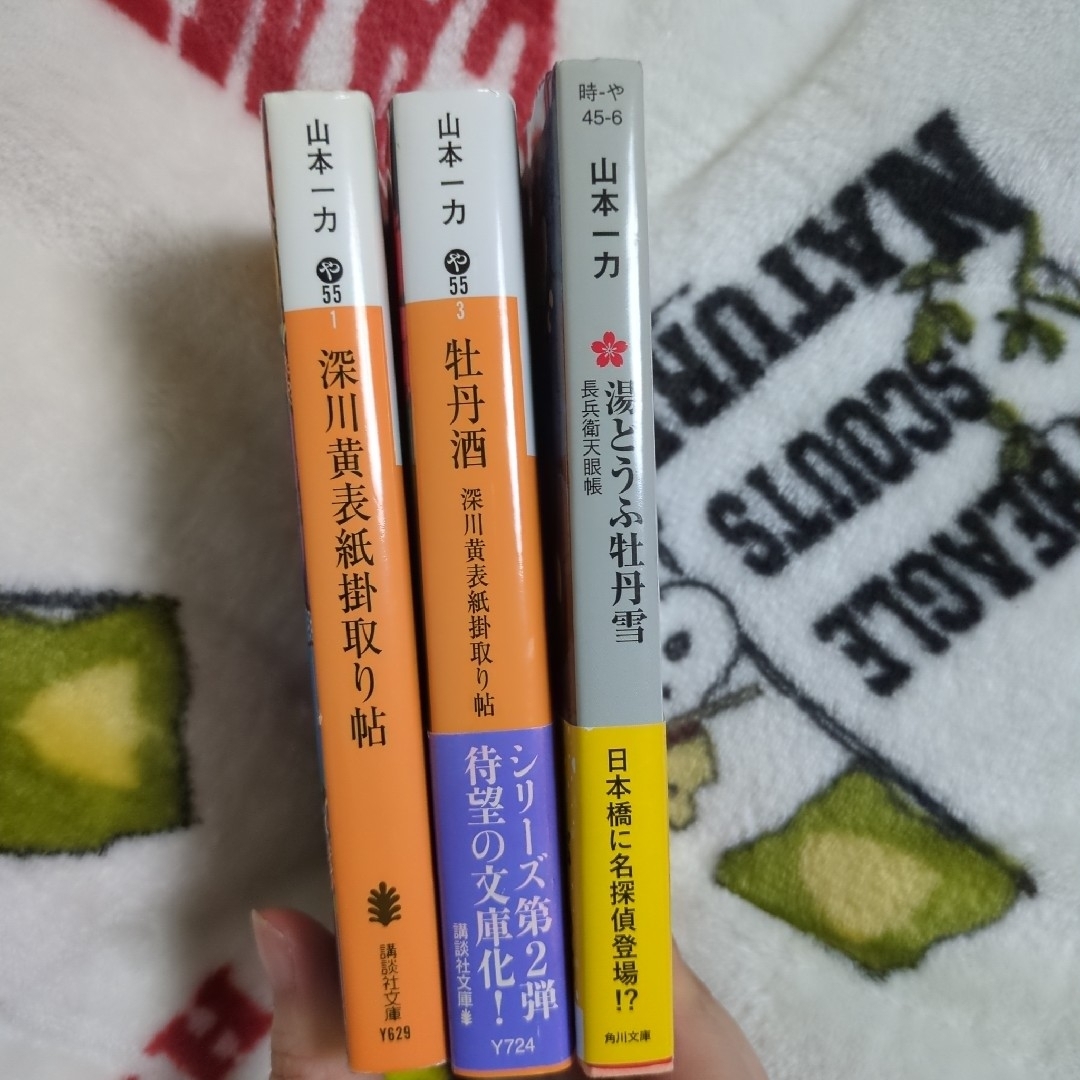 山本一力
や
55
1
深川黄表紙掛取り帖
講談社文庫
Y629
山本一力
や
55
3
牡丹酒
深川黄表紙掛取り帖
シリーズ第2弾
待望の文庫化!
講談社文庫
Y724
時-や
45-6
山本一力
湯どうふ牡丹雪
長兵衛天眼帳
日本橋に名探偵登場!?
角川文庫
BEAGLE
SCOUTS